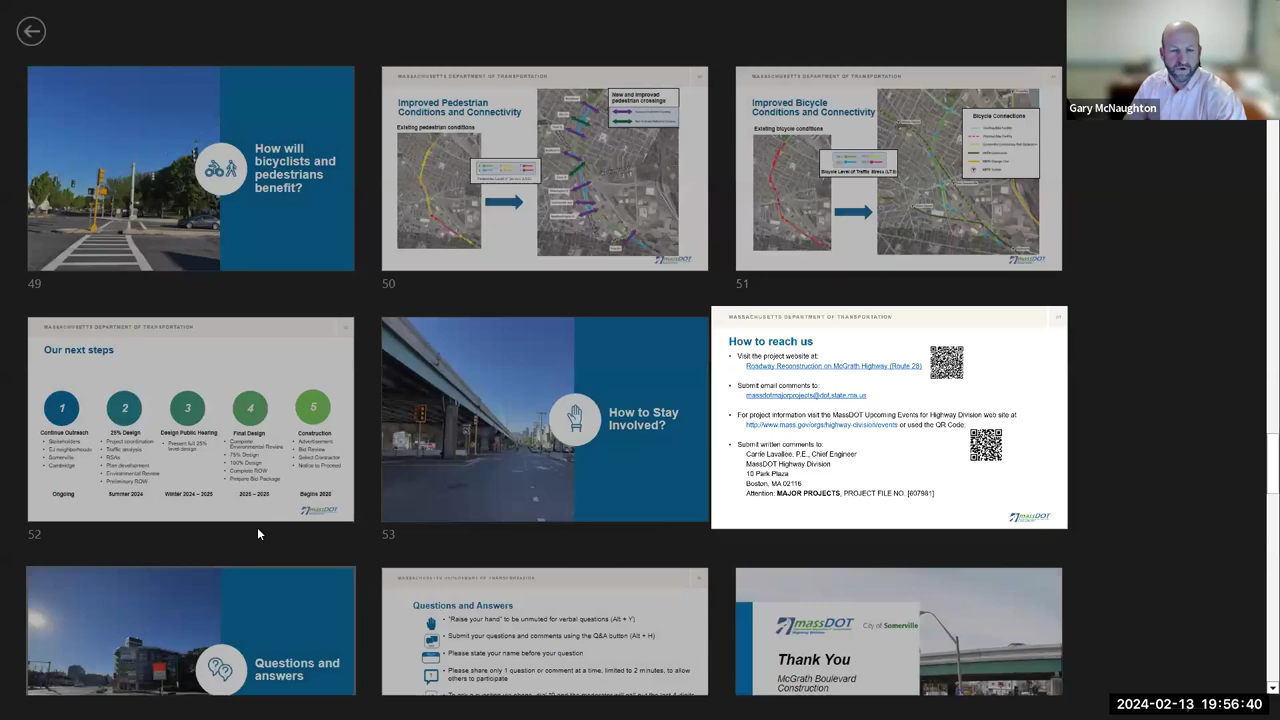 MASSACHUSETTS DEPARTMENT OF TRANSPORTATION
MASSACHUSETTS DEPARTMENT OF TRANSPORTATION
Gary McNaughton
How will
bicyclists and
pedestrians
benefit?
Improved Pedestrian
Conditions and Connectivity
Existing pedestrian conditions
New and improved
pedestrian crossings
massDOT
Improved Bicycle
Conditions and Connectivity
Existing bicycle conditions
Bicycle Level of Traffic Stress (LTS)
Bicycle Connections
massDOT
49
50
51
MASSACHUSETTS DEPARTMENT OF TRANSPORTATION
Our next steps
1
2
3
4
5
Continue Outreach
• Stakeholders
• EJ neighborhoods
• Somerville
• Cambridge
Ongoing
25% Design
• Project coordination
• Traffic analysis
• RSAs
• Plan development
• Environmental Review
• Preliminary ROW
Summer 2024
Design Public Hearing
• Present full 25%
level design
Winter 2024 – 2025
Final Design
• Complete
Environmental Review
• 75% Design
• 100% Design
• Complete ROW
• Prepare Bid Package
Construction
• Advertisement
• Bid Review
• Select Contractor
• Notice to Proceed
massDOT
How to Stay
Involved?
MASSACHUSETTS DEPARTMENT OF TRANSPORTATION
How to reach us
• Visit the project website at:
Roadway Reconstruction on McGrath Highway (Route 28)
• Submit email comments to:
massdotmajorprojects@dot.state.ma.us
• For project information visit the MassDOT Upcoming Events for Highway Division web site at
http://www.mass.gov/orgs/highway-division/events or used the QR Code:
• Submit written comments to:
Carrie Lavallee, P.E., Chief Engineer
MassDOT Highway Division
10 Park Plaza
Boston, MA 02116
Attention: MAJOR PROJECTS, PROJECT FILE NO. [607981]
massDOT
52
53
Questions and
answers
MASSACHUSETTS DEPARTMENT OF TRANSPORTATION
Questions and Answers
• "Raise your hand" to be unmuted for verbal questions (Alt + Y)
• Submit your questions and comments using the Q&A button (Alt + H)
• Please state your name before your question
• Please share only 1 question or comment at a time, limited to 2 minutes, to allow
others to participate
massDOT
Highway Division
City of Somerville
Thank You
McGrath Boulevard
Construction
2024-02-13 19:56:40